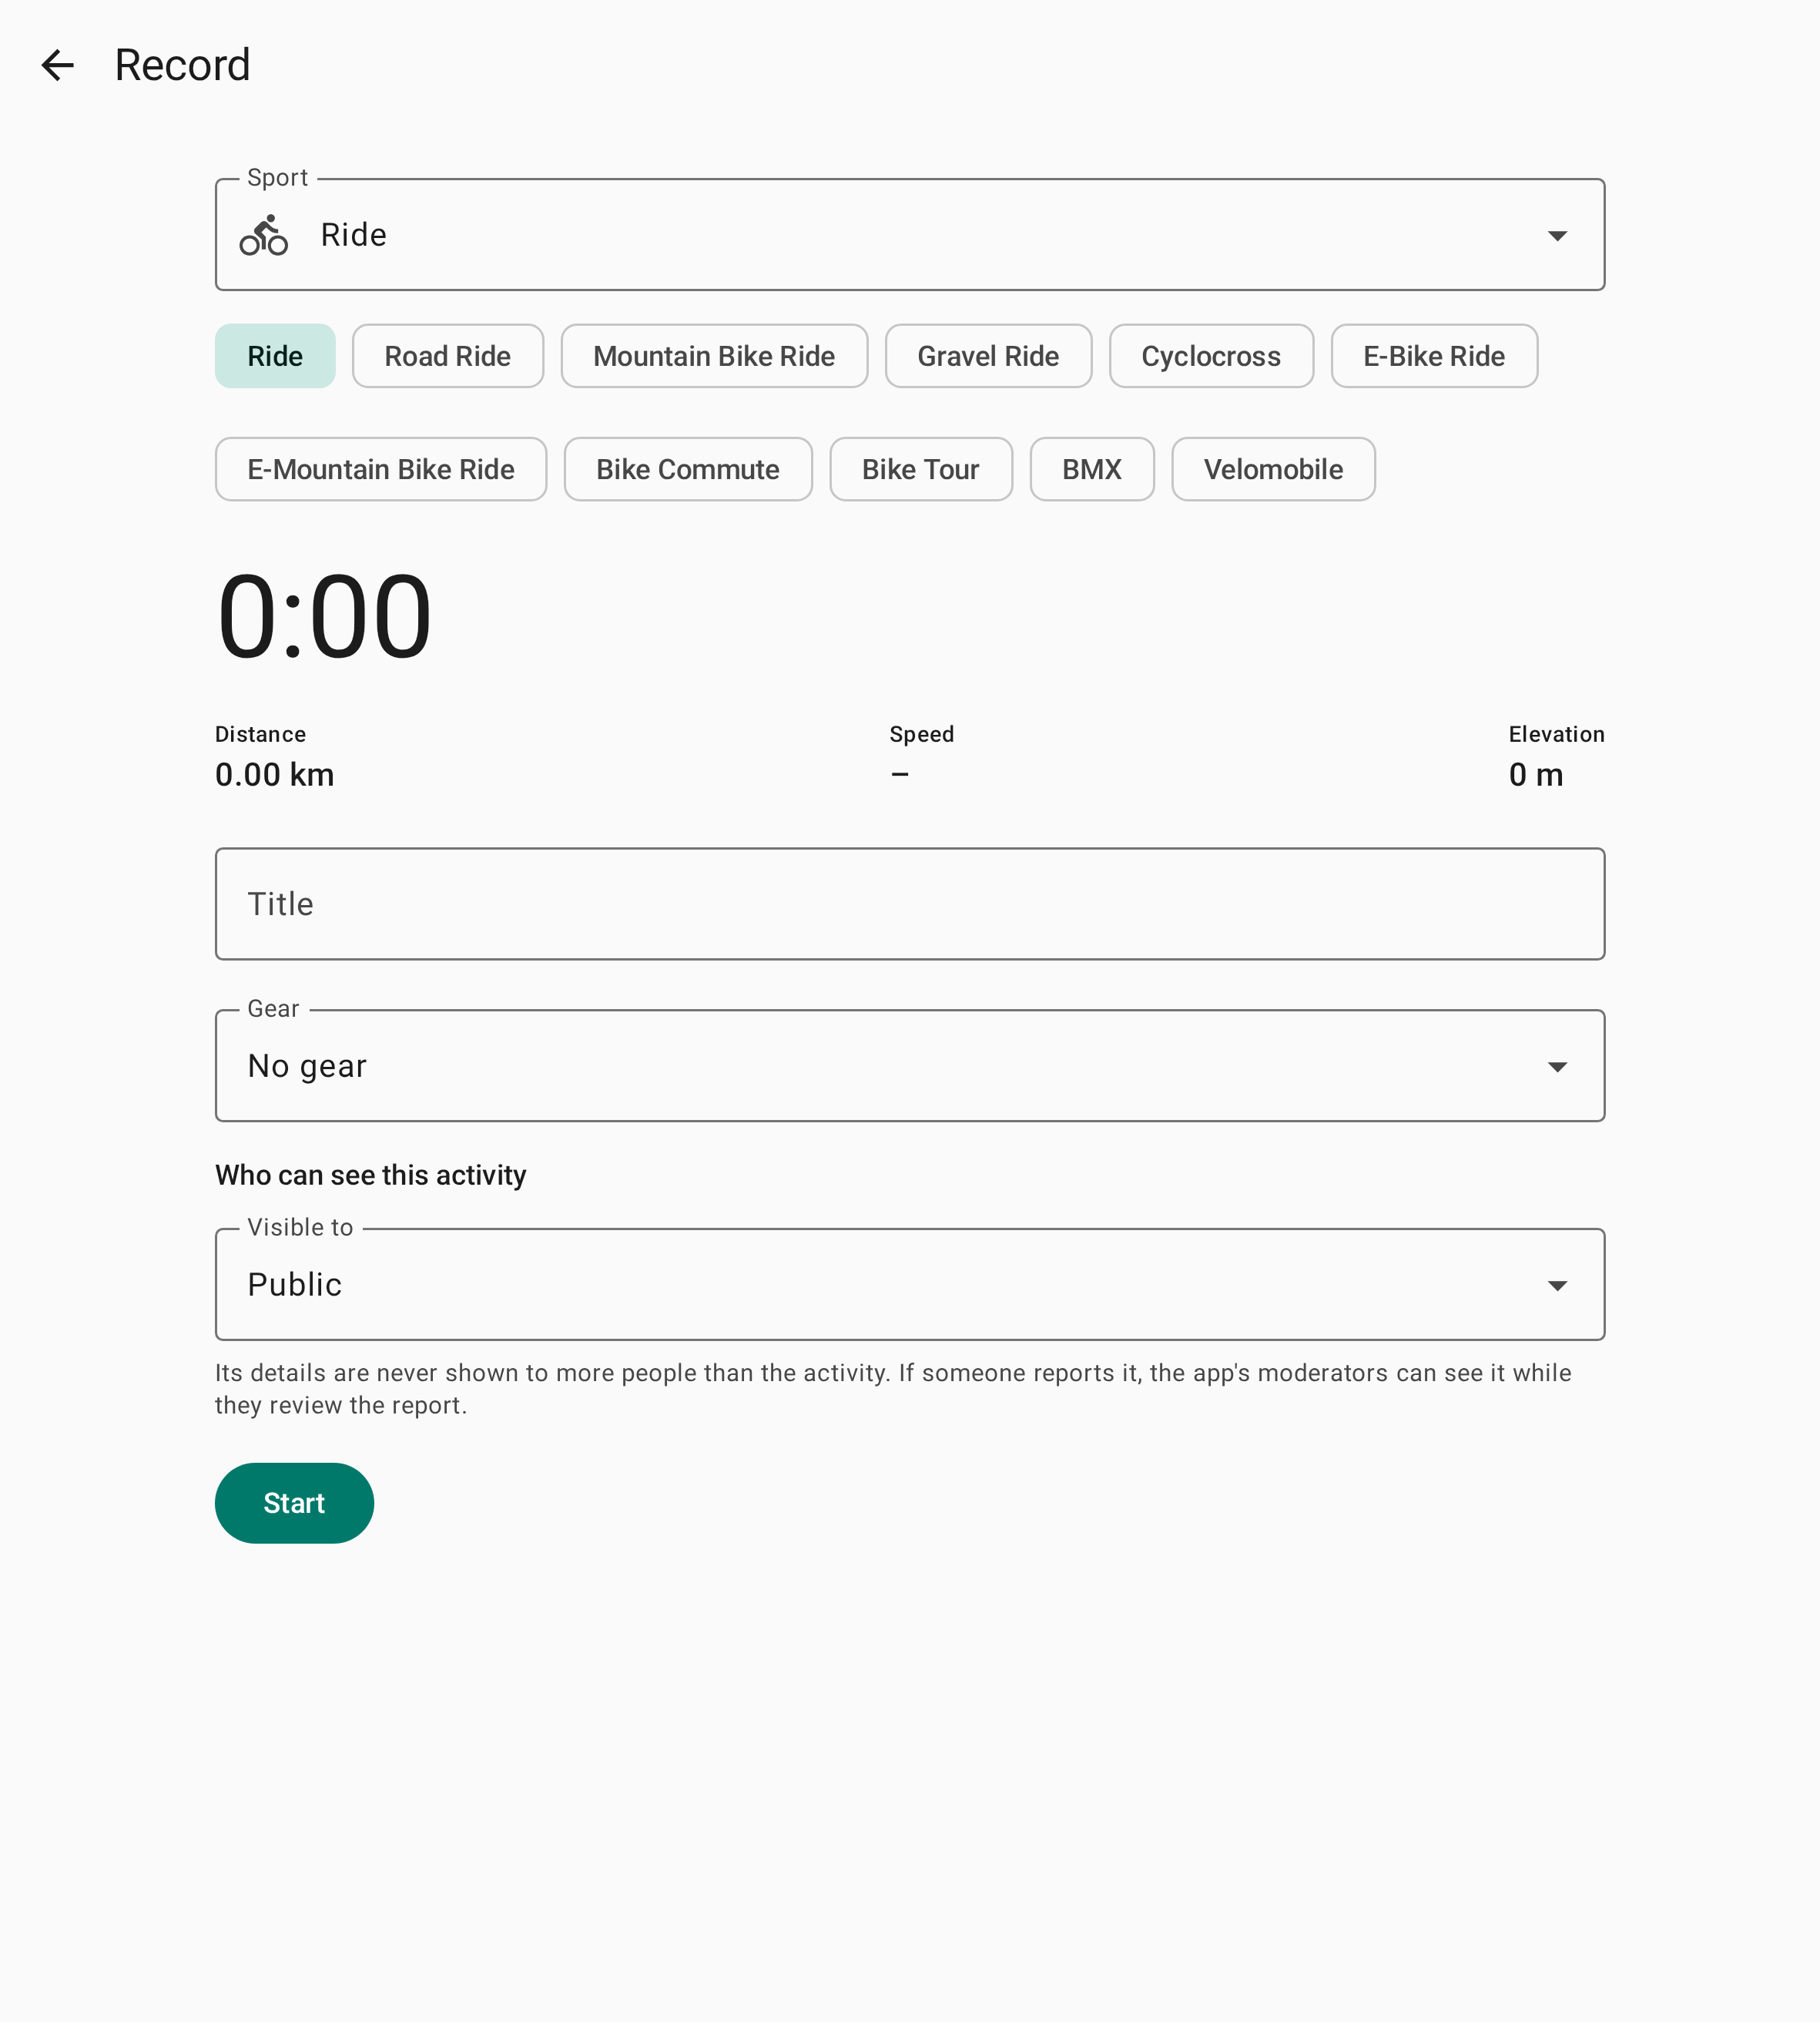 Record
Sport
Ride
Ride Road Ride Mountain Bike Ride Gravel Ride Cyclocross E-Bike Ride
E-Mountain Bike Ride Bike Commute Bike Tour BMX Velomobile
0:00
Distance Speed Elevation
0.00 km – 0 m
Title
Gear
No gear
Who can see this activity
Visible to
Public
Its details are never shown to more people than the activity. If someone reports it, the app's moderators can see it while
they review the report.
Start